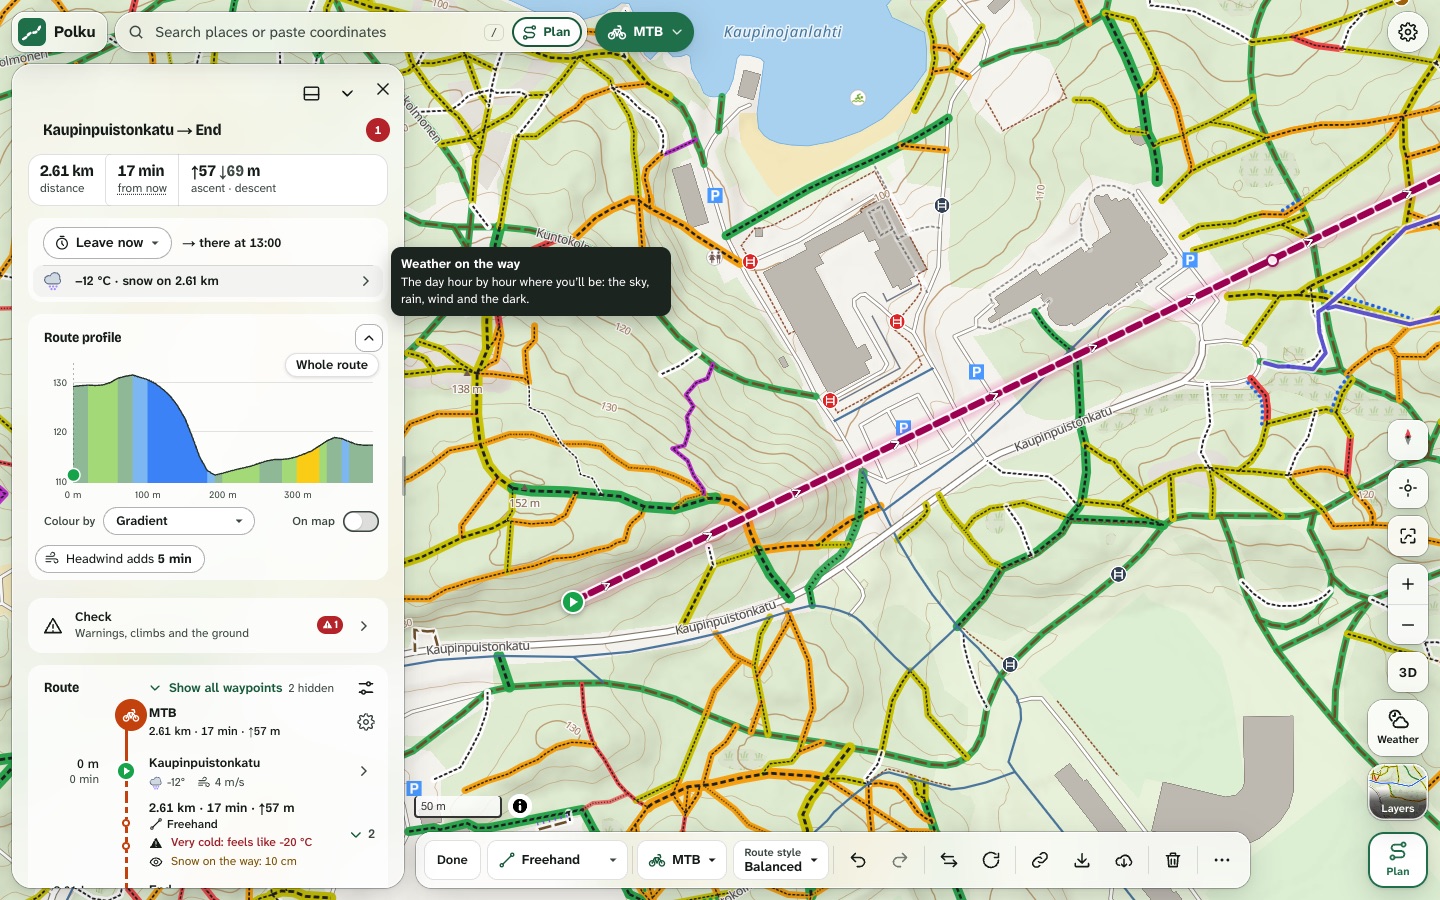 Polku
Search places or paste coordinates
/
Plan
MTB
Kaupinojanlahti
Kaupinpuistonkatu → End
1
2.61 km
distance
17 min
from now
↑57 ↓69 m
ascent · descent
Leave now
→ there at 13:00
−12 °C · snow on 2.61 km
Weather on the way
The day hour by hour where you'll be: the sky,
rain, wind and the dark.
Route profile
Whole route
130
120
110
0 m
100 m
200 m
300 m
Colour by
Gradient
On map
Headwind adds 5 min
Check
Warnings, climbs and the ground
1
Route
Show all waypoints
2 hidden
MTB
2.61 km · 17 min · ↑57 m
0 m
0 min
Kaupinpuistonkatu
-12°
4 m/s
2.61 km · 17 min · ↑57 m
Freehand
2
Very cold: feels like -20 °C
Snow on the way: 10 cm
End
100
170
100
P
P
120
138 m
130
P
P
Kaupinpuistonkatu
152 m
120
Kaupinpuistonkatu
Kaupinpuistonkatu
130
P
50 m
Done
Freehand
MTB
Route style
Balanced
3D
Weather
Layers
Plan